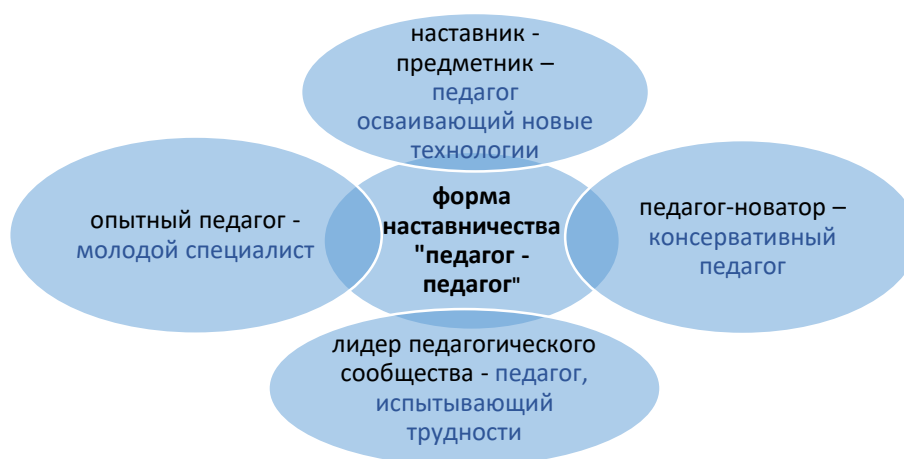 наставник -
предметник –
педагог
осваивающий новые
технологии
опытный педагог -
молодой специалист
форма
наставничества
"педагог -
педагог"
педагог-новатор –
консервативный
педагог
лидер педагогического
сообщества - педагог,
испытывающий
трудности